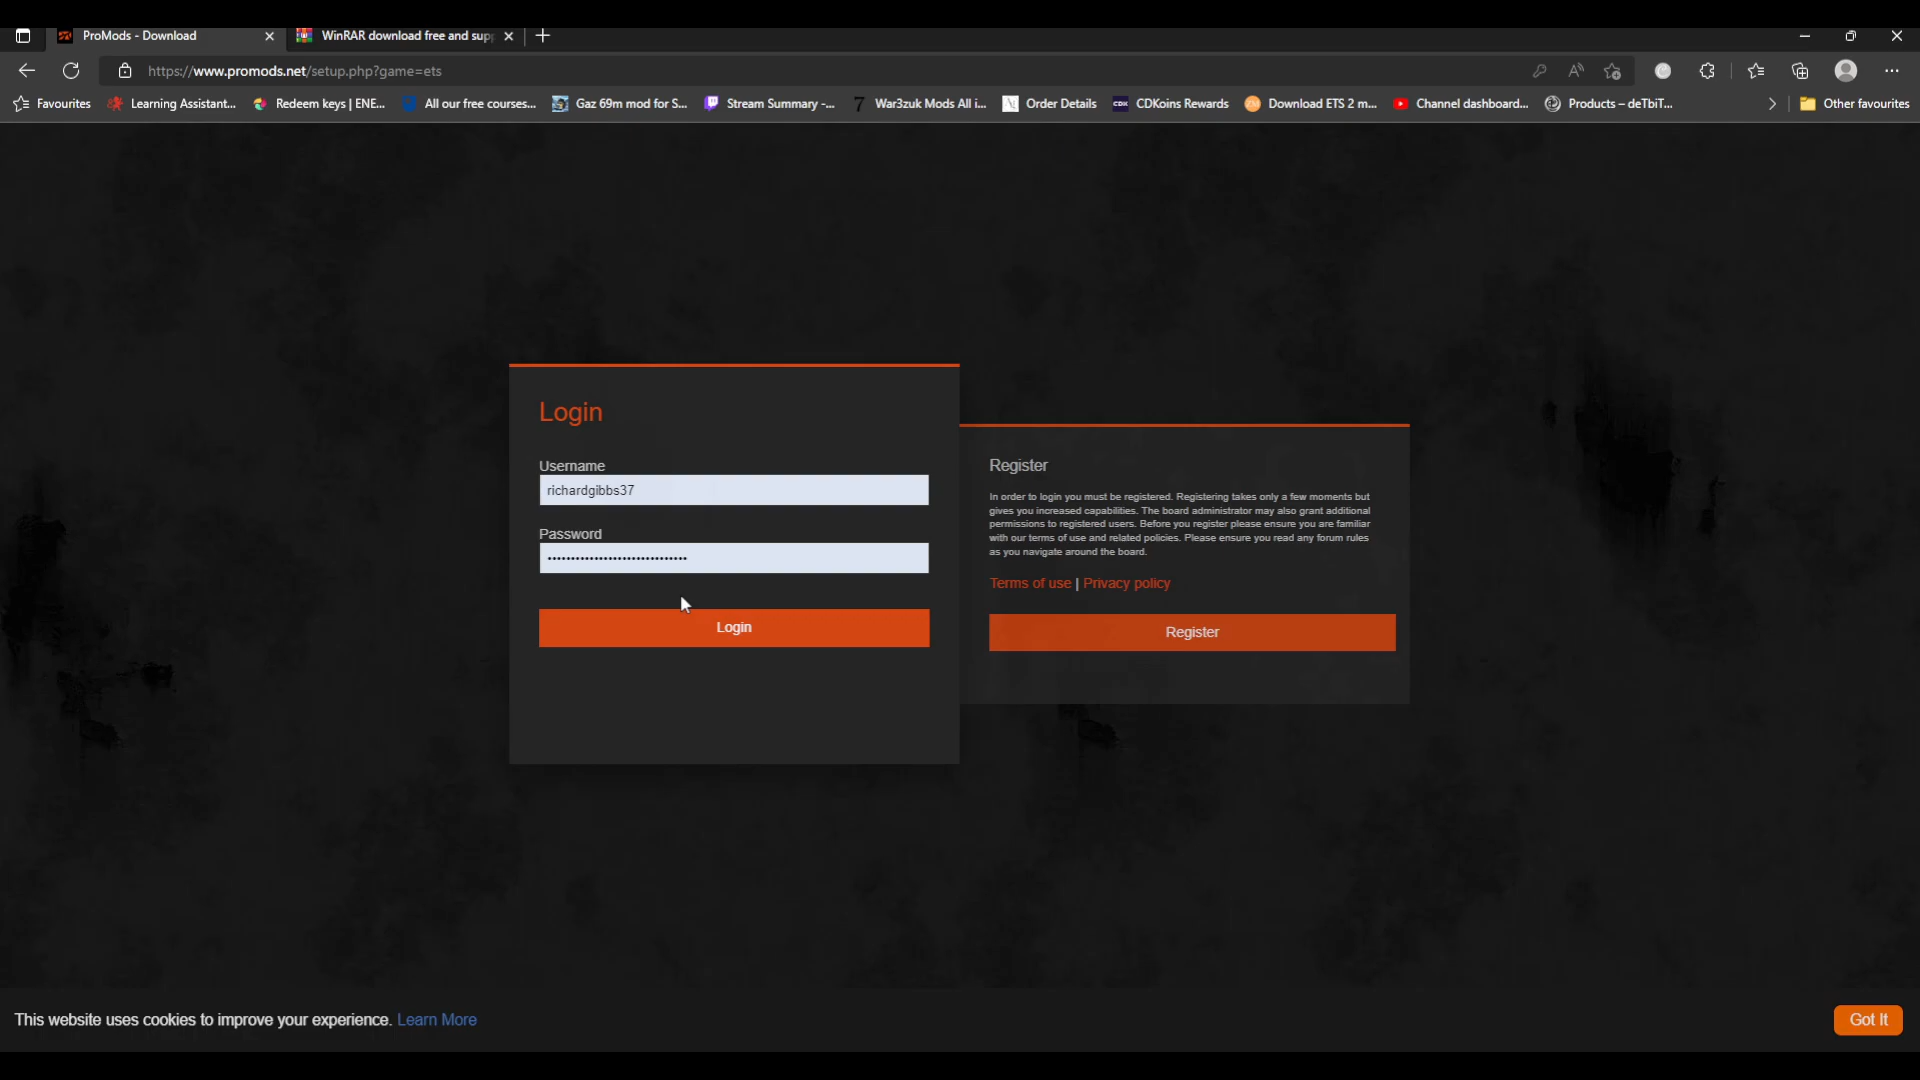 ProMods - Download
WinRAR download free and supp
https://www.promods.net/setup.php?game=ets
Favourites
Learning Assistant...
Redeem keys | ENE...
All our free courses...
Gaz 69m mod for S...
Stream Summary -...
War3zuk Mods All i...
Order Details
CDKoins Rewards
Download ETS 2 m...
Channel dashboard...
Products – deTbiT...
Other favourites
Login
Username
richardgibbs37
Password
Login
Register
In order to login you must be registered. Registering takes only a few moments but
gives you increased capabilities. The board administrator may also grant additional
permissions to registered users. Before you register please ensure you are familiar
with our terms of use and related policies. Please ensure you read any forum rules
as you navigate around the board.
Terms of use | Privacy policy
Register
This website uses cookies to improve your experience. Learn More
Got It